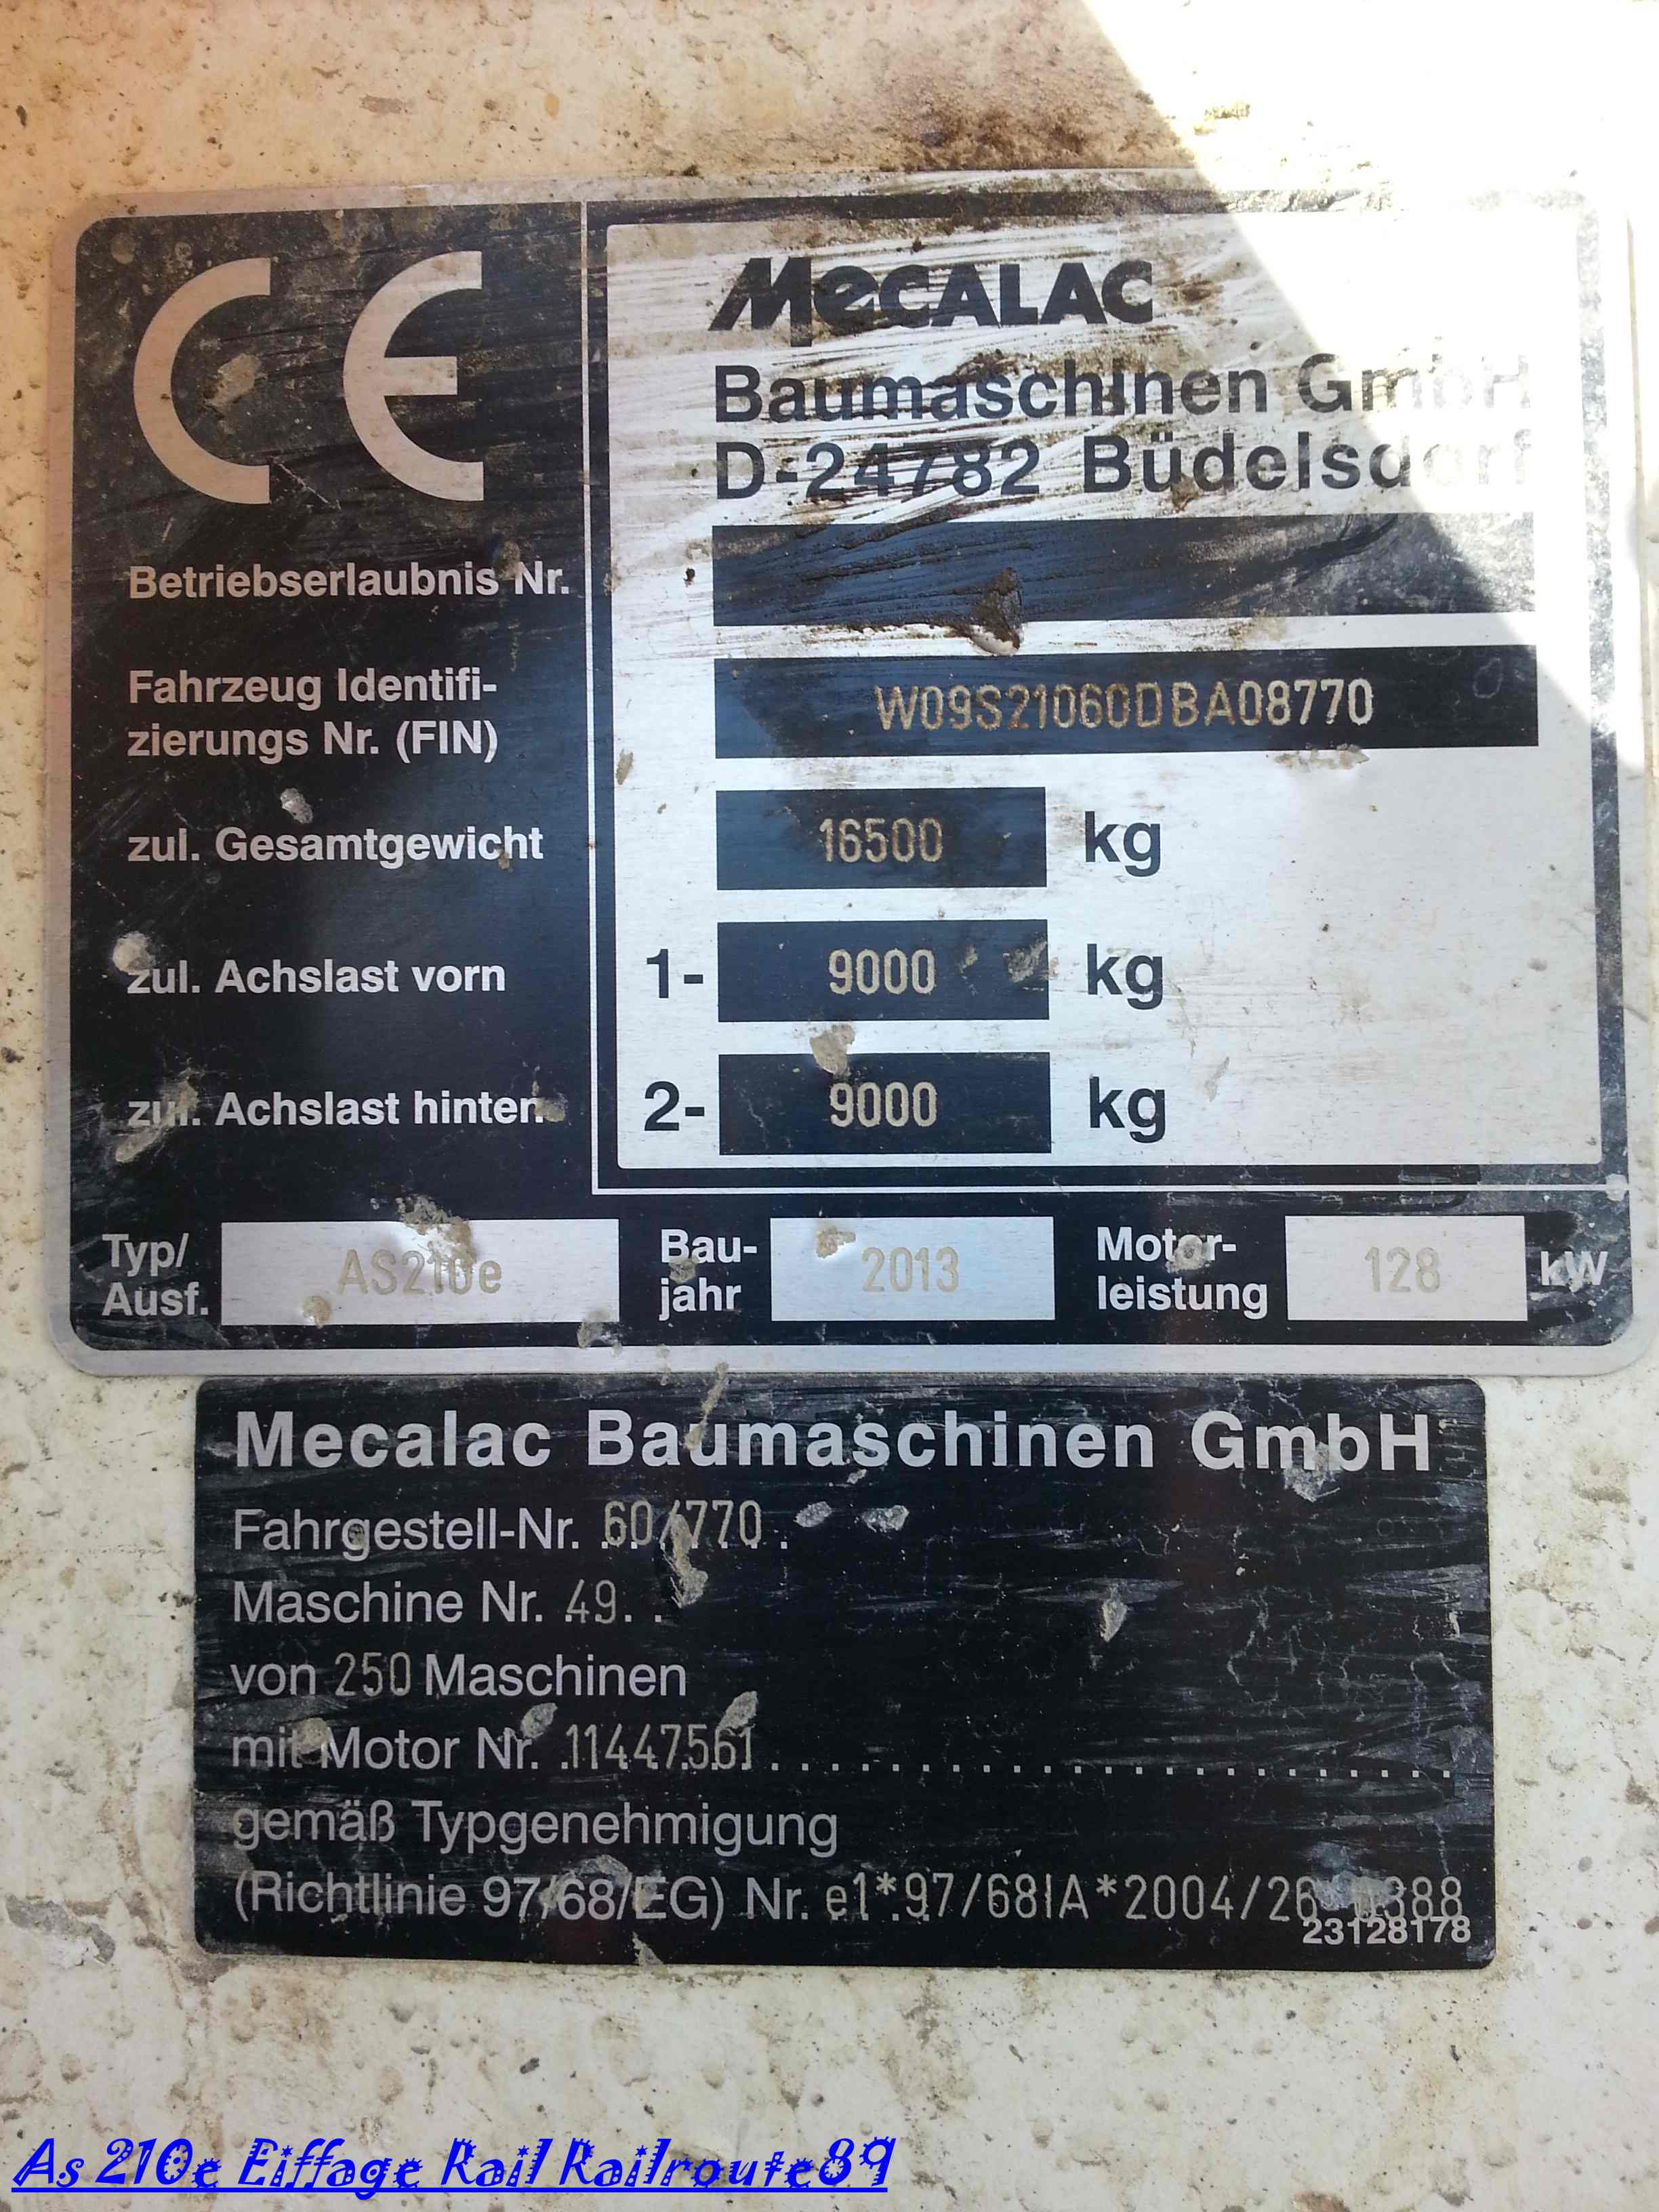 CE
MeCALAC
Baumaschinen GmbH
D-24782 Büdelsdorf
Betriebserlaubnis Nr.
Fahrzeug Identifi-
zierungs Nr. (FIN)
W09S21060DBA08770
zul. Gesamtgewicht 16500 kg
zul. Achslast vorn 1- 9000 kg
zul. Achslast hinten 2- 9000 kg
Typ/
Ausf. AS210e
Bau-
jahr 2013
Motor-
leistung 128 kW
Mecalac Baumaschinen GmbH
Fahrgestell-Nr. 60/770 .
Maschine Nr. 49. .
von 250 Maschinen
mit Motor Nr. 11447561 . . . . . . . . . . . . . . . . . . . . . . .
gemäß Typgenehmigung
(Richtlinie 97/68/EG) Nr. e1*97/68IA*2004/26
23128178
As 210e Eiffage Rail Railroute89